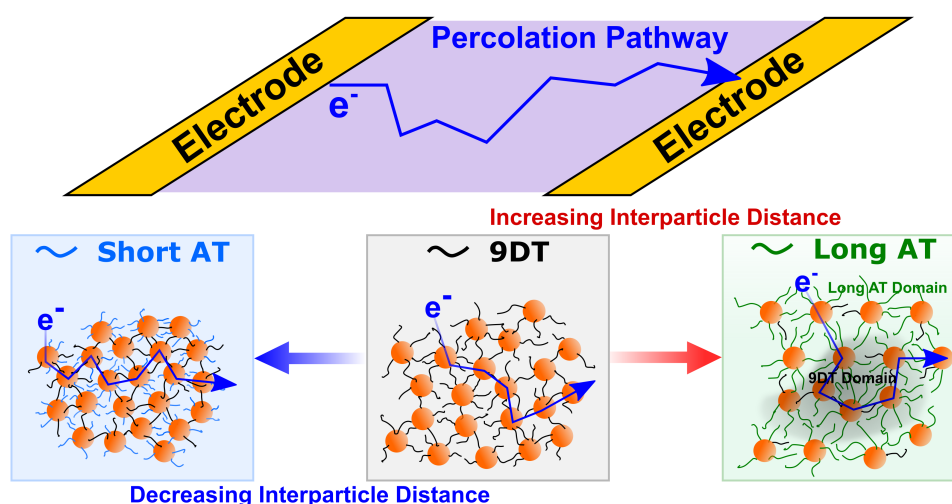 Percolation Pathway
Electrode
e-
Electrode
Increasing Interparticle Distance
Short AT
9DT
Long AT
e-
e-
e-
Long AT Domain
9DT Domain
Decreasing Interparticle Distance